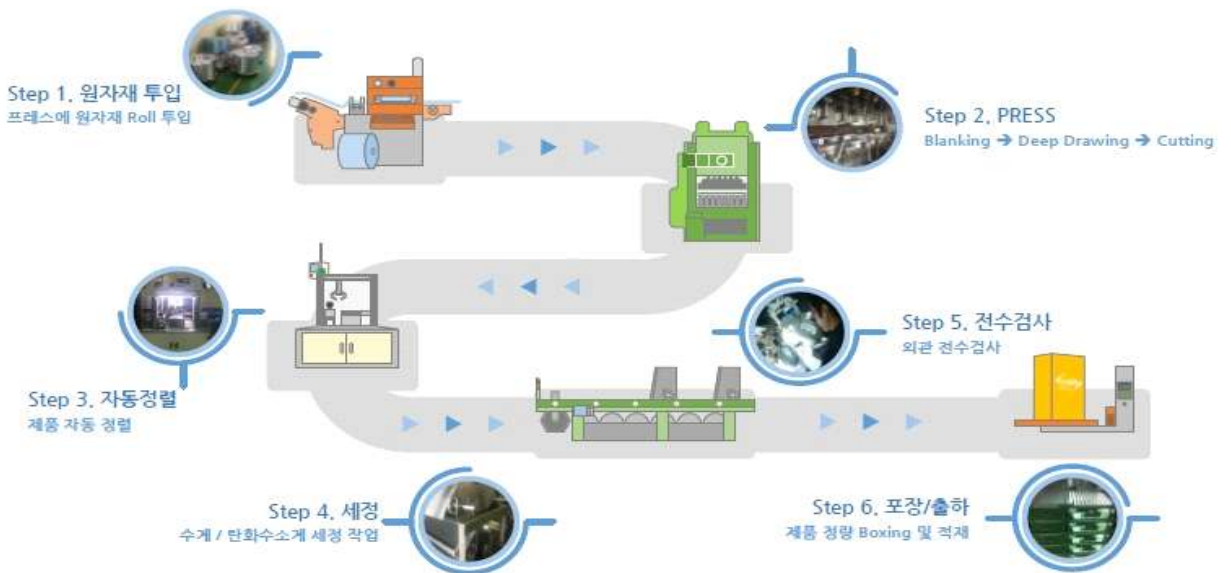 Step 1. 원자재 투입
프레스에 원자재 Roll 투입
Step 2. PRESS
Blanking → Deep Drawing → Cutting
Step 3. 자동정렬
제품 자동 정렬
Step 4. 세정
수계 / 탄화수소계 세정 작업
Step 5. 전수검사
외관 전수검사
Step 6. 포장/출하
제품 정량 Boxing 및 적재